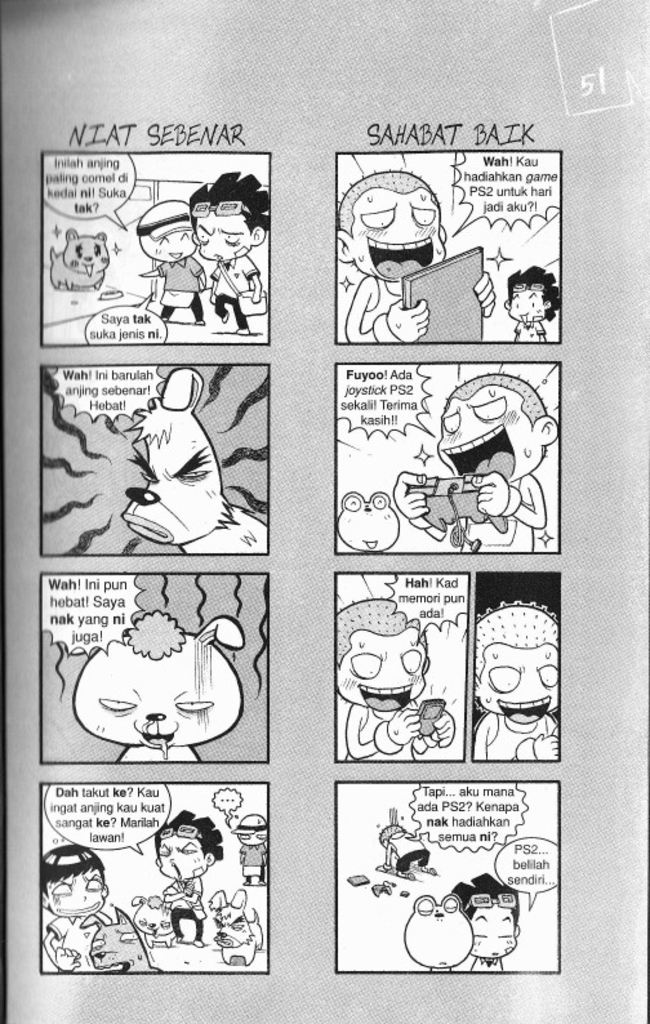 51
NIAT SEBENAR
Inilah anjing
paling comel di
kedai ni! Suka
tak?
Saya tak
suka jenis ni.
Wah! Ini barulah
anjing sebenar!
Hebat!
Wah! Ini pun
hebat! Saya
nak yang ni
juga!
Dah takut ke? Kau
ingat anjing kau kuat
sangat ke? Marilah
lawan!
...
SAHABAT BAIK
Wah! Kau
hadiahkan game
PS2 untuk hari
jadi aku?!
Fuyoo! Ada
joystick PS2
sekali! Terima
kasih!!
Hah! Kad
memori pun
ada!
Tapi... aku mana
ada PS2? Kenapa
nak hadiahkan
semua ni?
PS2...
belilah
sendiri...